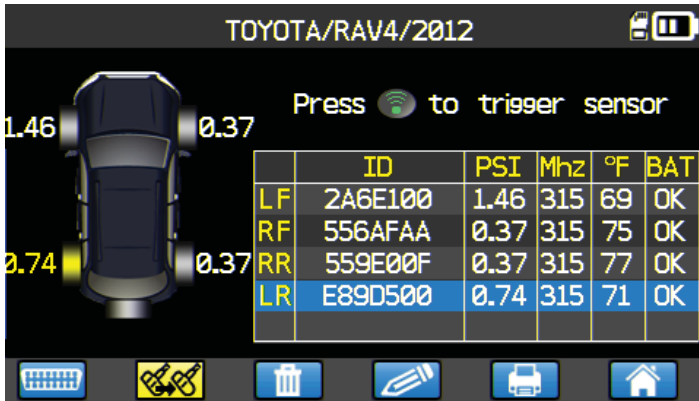 TOYOTA/RAV4/2012
Press to trigger sensor
1.46 0.37
0.74 0.37
ID PSI Mhz °F BAT
LF 2A6E100 1.46 315 69 OK
RF 556AFAA 0.37 315 75 OK
RR 559E00F 0.37 315 77 OK
LR E89D500 0.74 315 71 OK